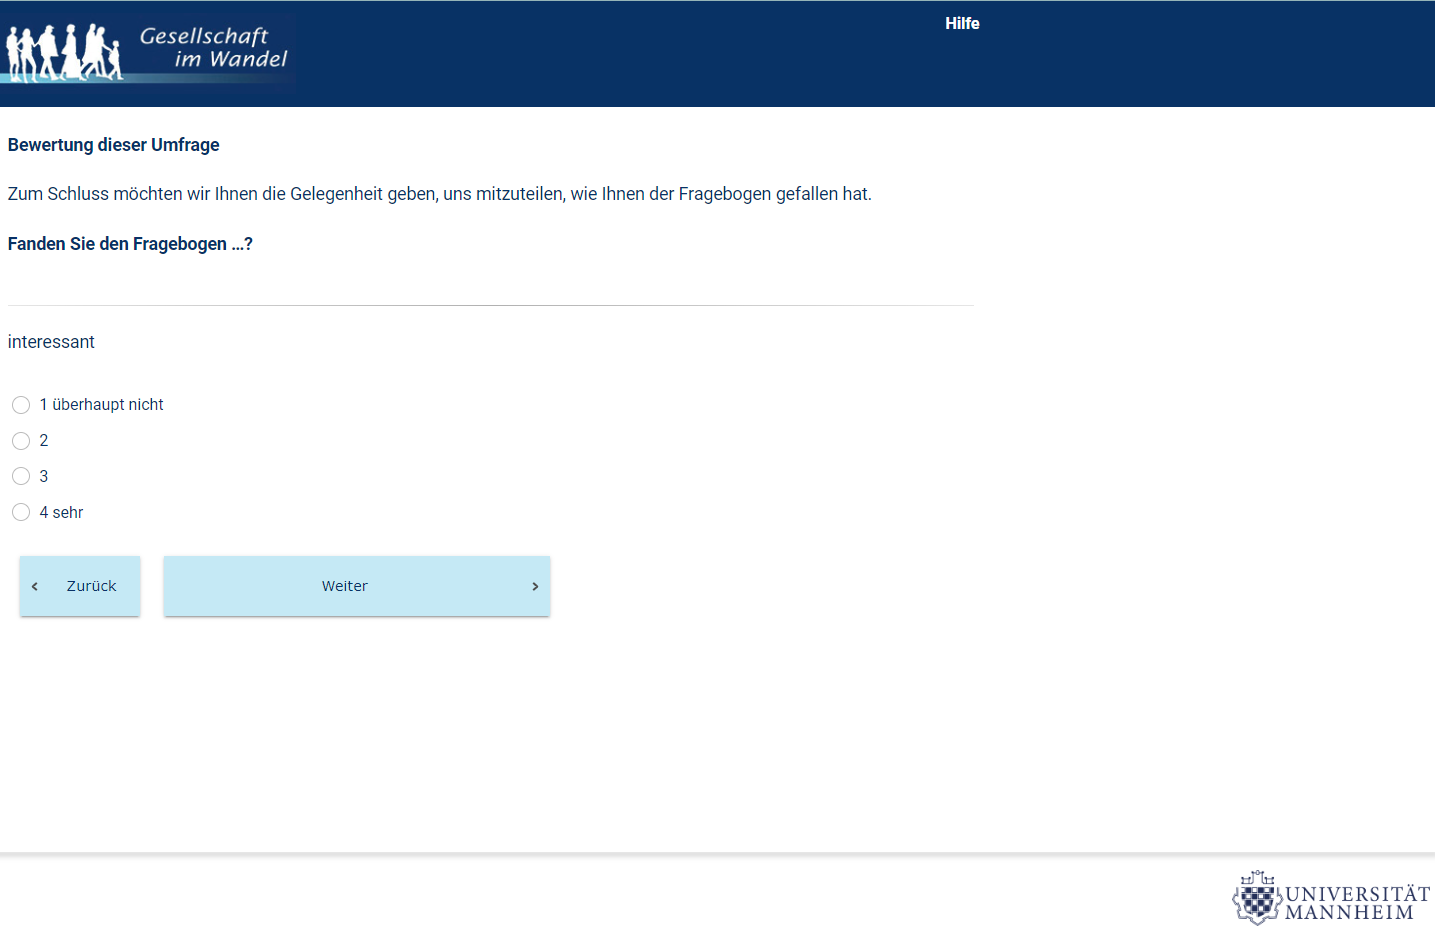 Gesellschaft
im Wandel
Hilfe
Bewertung dieser Umfrage
Zum Schluss möchten wir Ihnen die Gelegenheit geben, uns mitzuteilen, wie Ihnen der Fragebogen gefallen hat.
Fanden Sie den Fragebogen ...?
interessant
1 überhaupt nicht
2
3
4 sehr
Zurück
Weiter
UNIVERSITÄT
MANNHEIM